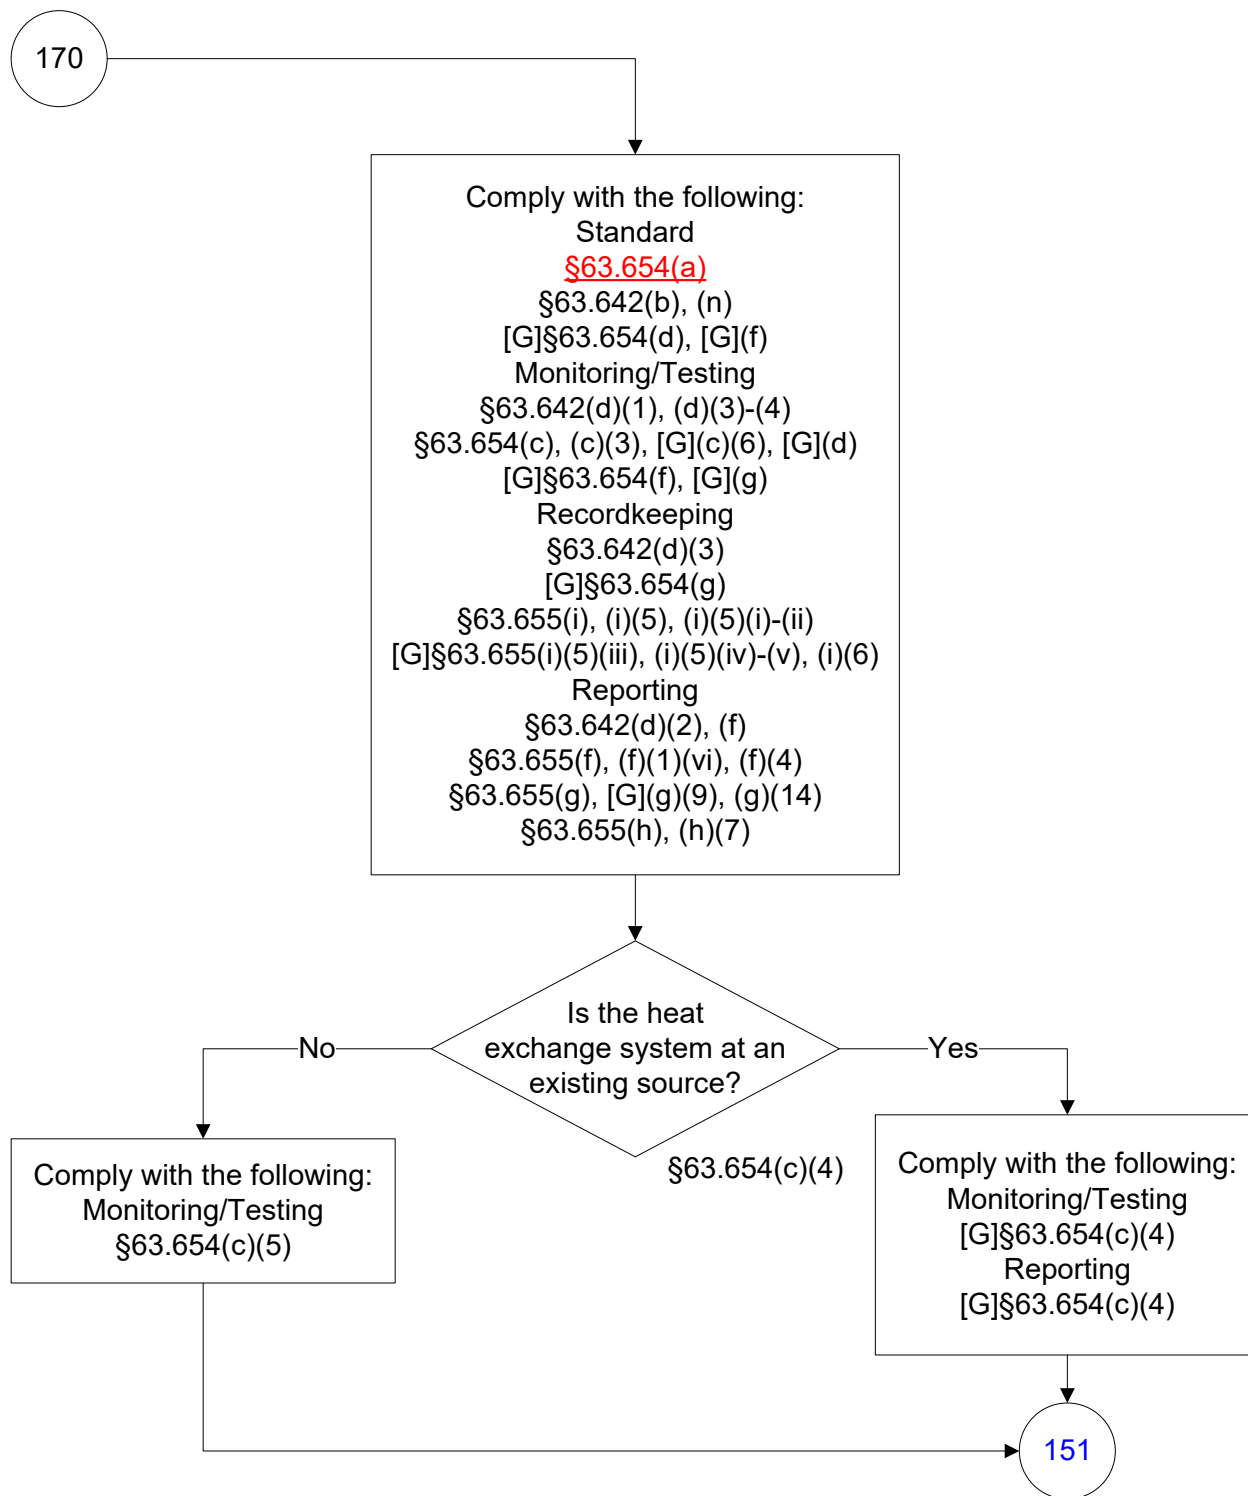 170
Comply with the following:
Standard
§63.654(a)
§63.642(b), (n)
[G]§63.654(d), [G](f)
Monitoring/Testing
§63.642(d)(1), (d)(3)-(4)
§63.654(c), (c)(3), [G](c)(6), [G](d)
[G]§63.654(f), [G](g)
Recordkeeping
§63.642(d)(3)
[G]§63.654(g)
§63.655(i), (i)(5), (i)(5)(i)-(ii)
[G]§63.655(i)(5)(iii), (i)(5)(iv)-(v), (i)(6)
Reporting
§63.642(d)(2), (f)
§63.655(f), (f)(1)(vi), (f)(4)
§63.655(g), [G](g)(9), (g)(14)
§63.655(h), (h)(7)
Is the heat
exchange system at an
existing source?
No
Yes
§63.654(c)(4)
Comply with the following:
Monitoring/Testing
§63.654(c)(5)
Comply with the following:
Monitoring/Testing
[G]§63.654(c)(4)
Reporting
[G]§63.654(c)(4)
151